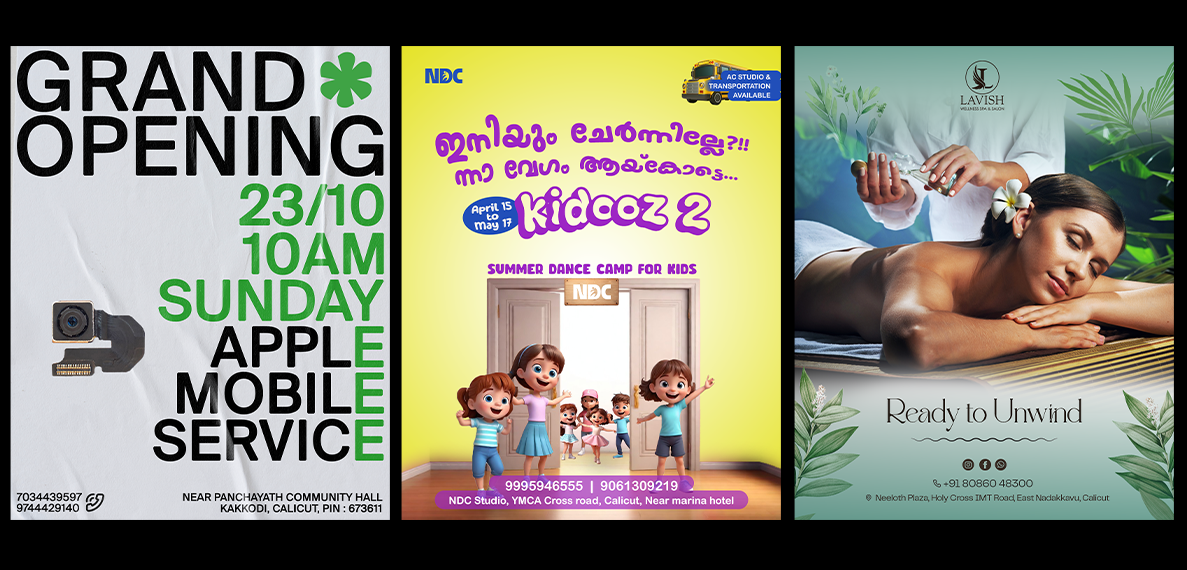 GRAND
OPENING
23/10
10AM
SUNDAY
APPLE
MOBILE
SERVICE
7034439597
9744429140
NEAR PANCHAYATH COMMUNITY HALL
KAKKODI, CALICUT, PIN : 673611
NDC
AC STUDIO &
TRANSPORTATION
AVAILABLE
ഇനിയും ചേർന്നില്ലേ?!!
ന്നാ വേഗം ആയ്കോട്ടെ...
April 15
to
May 17
kidooz 2
SUMMER DANCE CAMP FOR KIDS
NDC
9995946555 | 9061309219
NDC Studio, YMCA Cross road, Calicut, Near marina hotel
LAVISH
WELLNESS SPA & SALON
Ready to Unwind
+91 80860 48300
Neeloth Plaza, Holy Cross IMT Road, East Nadakkavu, Calicut